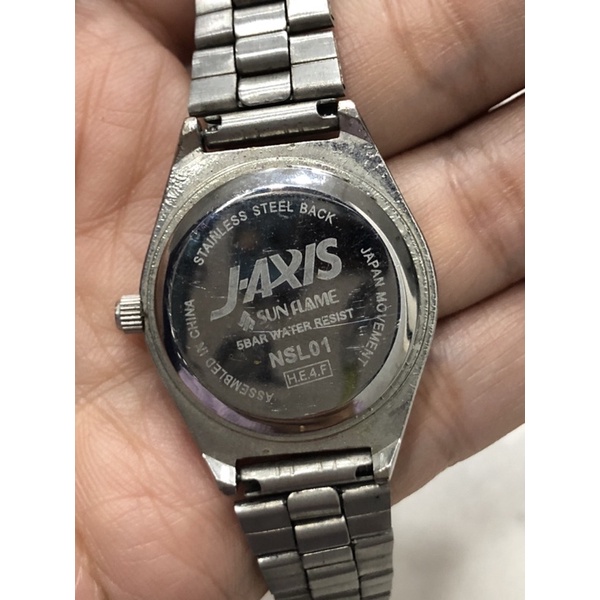 STAINLESS STEEL BACK
J-AXIS
SUN FLAME
5BAR WATER RESIST
NSL01
H.E.4.F
JAPAN MOVEMENT
ASSEMBLED IN CHINA